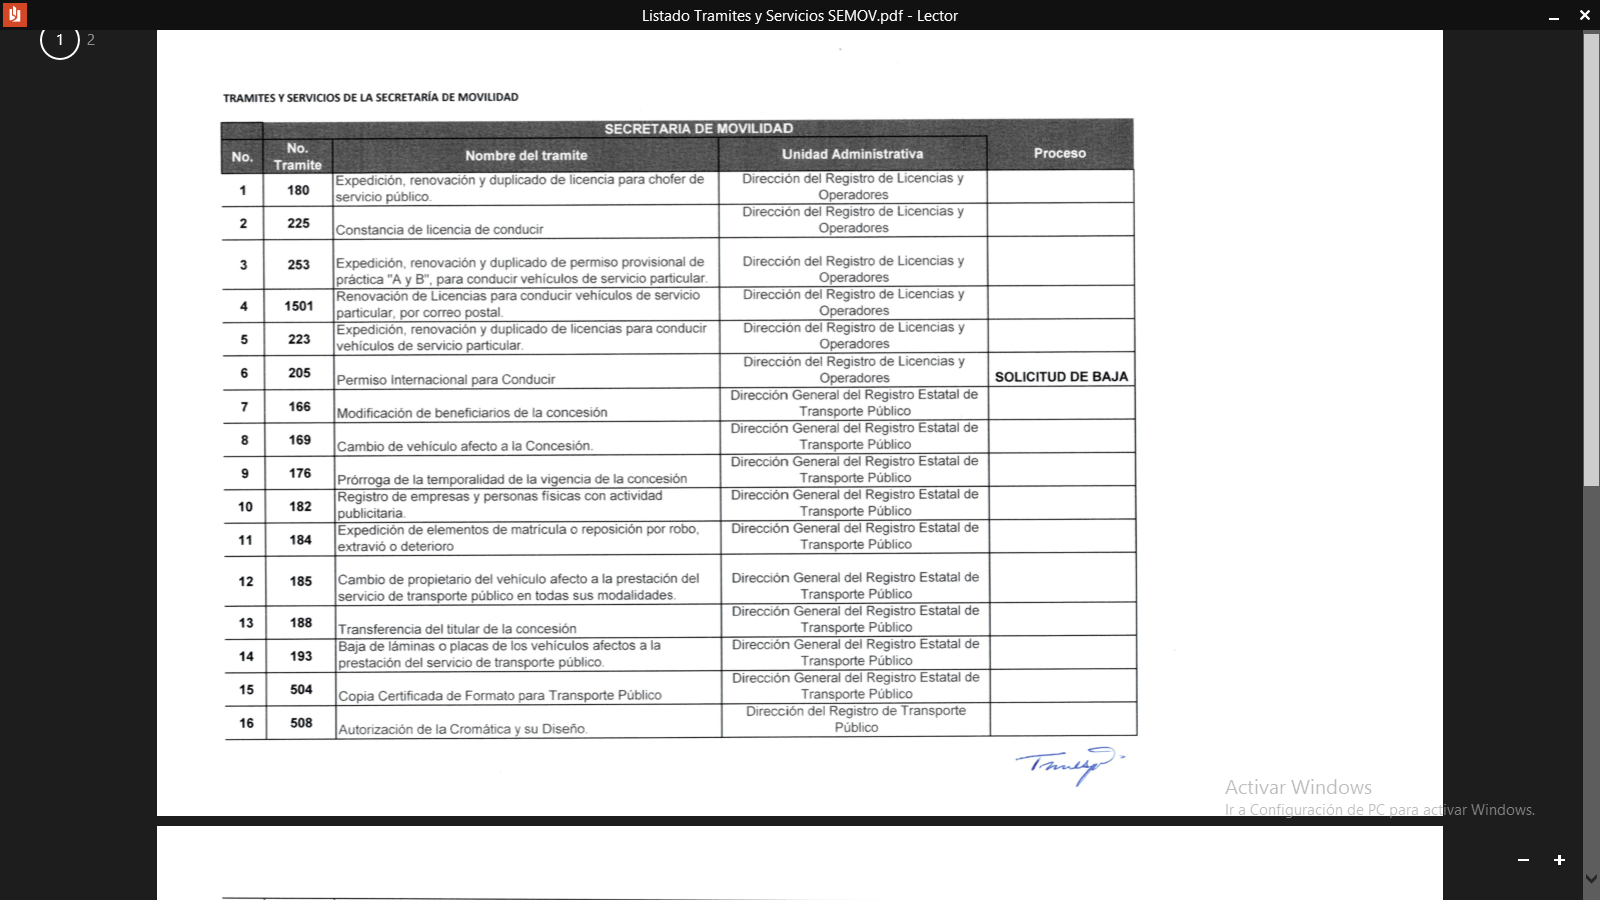 Listado Tramites y Servicios SEMOV.pdf - Lector
1 2
TRAMITES Y SERVICIOS DE LA SECRETARÍA DE MOVILIDAD
SECRETARIA DE MOVILIDAD
No. No. Tramite Nombre del tramite Unidad Administrativa Proceso
1 180 Expedición, renovación y duplicado de licencia para chofer de servicio público. Dirección del Registro de Licencias y Operadores
2 225 Constancia de licencia de conducir Dirección del Registro de Licencias y Operadores
3 253 Expedición, renovación y duplicado de permiso provisional de práctica "A y B", para conducir vehículos de servicio particular. Dirección del Registro de Licencias y Operadores
4 1501 Renovación de Licencias para conducir vehículos de servicio particular, por correo postal. Dirección del Registro de Licencias y Operadores
5 223 Expedición, renovación y duplicado de licencias para conducir vehículos de servicio particular. Dirección del Registro de Licencias y Operadores
6 205 Permiso Internacional para Conducir Dirección del Registro de Licencias y Operadores SOLICITUD DE BAJA
7 166 Modificación de beneficiarios de la concesión Dirección General del Registro Estatal de Transporte Público
8 169 Cambio de vehículo afecto a la Concesión. Dirección General del Registro Estatal de Transporte Público
9 176 Prórroga de la temporalidad de la vigencia de la concesión Dirección General del Registro Estatal de Transporte Público
10 182 Registro de empresas y personas físicas con actividad publicitaria. Dirección General del Registro Estatal de Transporte Público
11 184 Expedición de elementos de matrícula o reposición por robo, extravió o deterioro Dirección General del Registro Estatal de Transporte Público
12 185 Cambio de propietario del vehículo afecto a la prestación del servicio de transporte público en todas sus modalidades. Dirección General del Registro Estatal de Transporte Público
13 188 Transferencia del titular de la concesión Dirección General del Registro Estatal de Transporte Público
14 193 Baja de láminas o placas de los vehículos afectos a la prestación del servicio de transporte público. Dirección General del Registro Estatal de Transporte Público
15 504 Copia Certificada de Formato para Transporte Público Dirección General del Registro Estatal de Transporte Público
16 508 Autorización de la Cromática y su Diseño. Dirección del Registro de Transporte Público
Activar Windows
Ir a Configuración de PC para activar Windows.